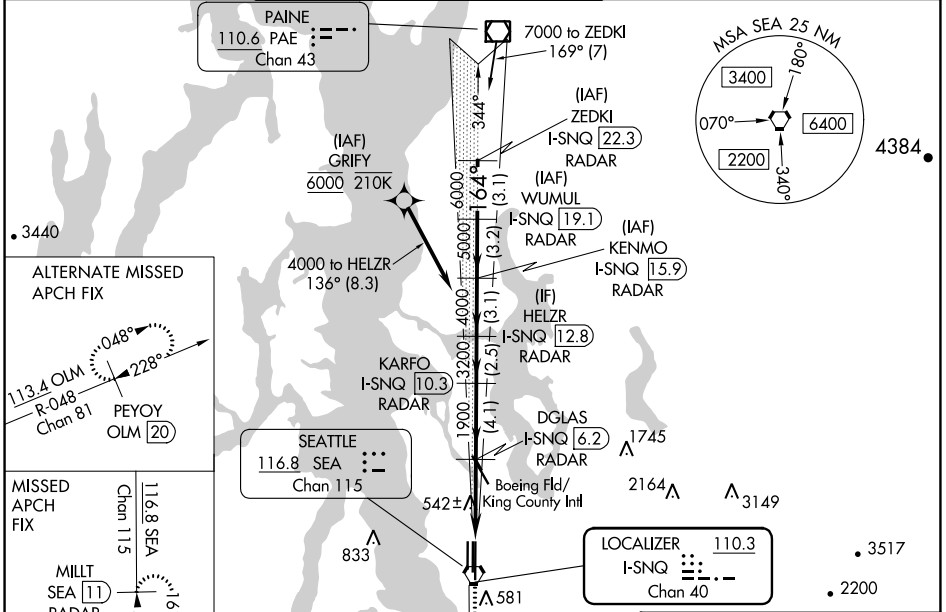 PAINE
110.6 PAE
Chan 43
7000 to ZEDKI
169° (7)
344°
(IAF)
ZEDKI
I-SNQ 22.3
RADAR
MSA SEA 25 NM
180°
3400
070°
6400
2200
340°
4384
(IAF)
GRIFY
6000 210K
6000
164°
(3.1)
(IAF)
WUMUL
I-SNQ 19.1
RADAR
3440
4000 to HELZR
136° (8.3)
5000
(3.2)
(IAF)
KENMO
I-SNQ 15.9
RADAR
ALTERNATE MISSED
APCH FIX
048°
228°
113.4 OLM
R-048
Chan 81
PEYOY
OLM 20
4000
(3.1)
(IF)
HELZR
I-SNQ 12.8
RADAR
KARFO
I-SNQ 10.3
RADAR
3200
(2.5)
1900
(4.1)
DGLAS
I-SNQ 6.2
RADAR
1745
SEATTLE
116.8 SEA
Chan 115
Boeing Fld/
King County Intl
542±
2164
3149
833
MISSED
APCH
FIX
116.8 SEA
Chan 115
MILLT
SEA 11
RADAR
16
LOCALIZER 110.3
I-SNQ
Chan 40
3517
2200
581